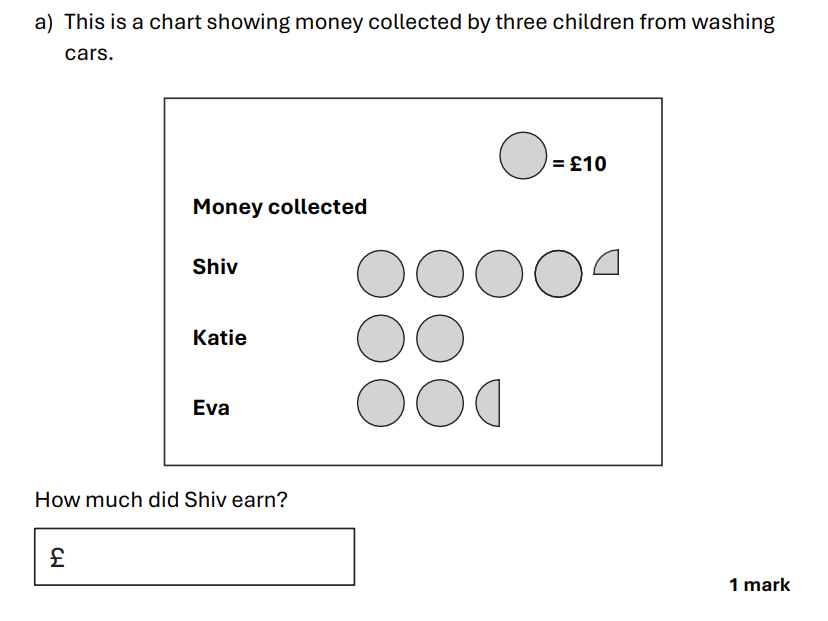 a) This is a chart showing money collected by three children from washing
cars.
= £10
Money collected
Shiv
Katie
Eva
How much did Shiv earn?
£
1 mark